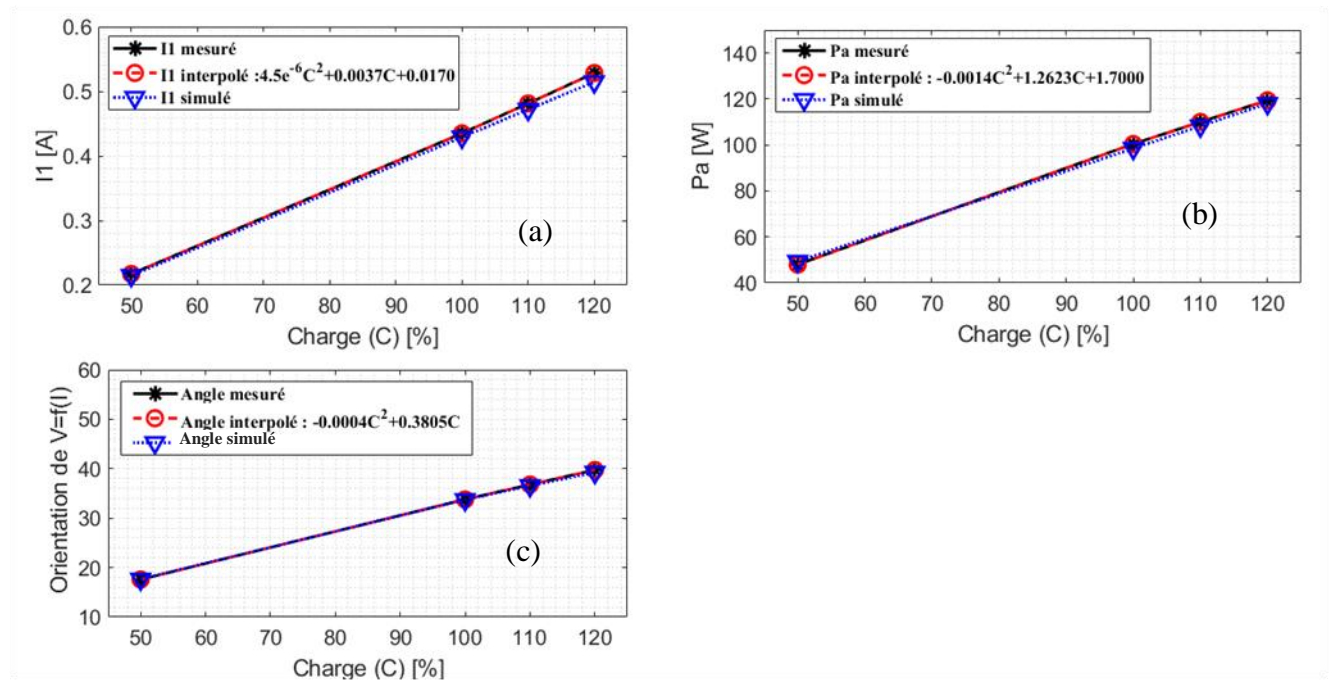 0.6
0.5
0.4
0.3
0.2
I1 [A]
I1 mesuré
I1 interpolé :4.5e⁻⁶C²+0.0037C+0.0170
I1 simulé
(a)
50 60 70 80 90 100 110 120
Charge (C) [%]
140
120
100
80
60
40
Pa [W]
Pa mesuré
Pa interpolé : -0.0014C²+1.2623C+1.7000
Pa simulé
(b)
50 60 70 80 90 100 110 120
Charge (C) [%]
60
50
40
30
20
10
Orientation de V=f(I)
Angle mesuré
Angle interpolé : -0.0004C²+0.3805C
Angle simulé
(c)
50 60 70 80 90 100 110 120
Charge (C) [%]